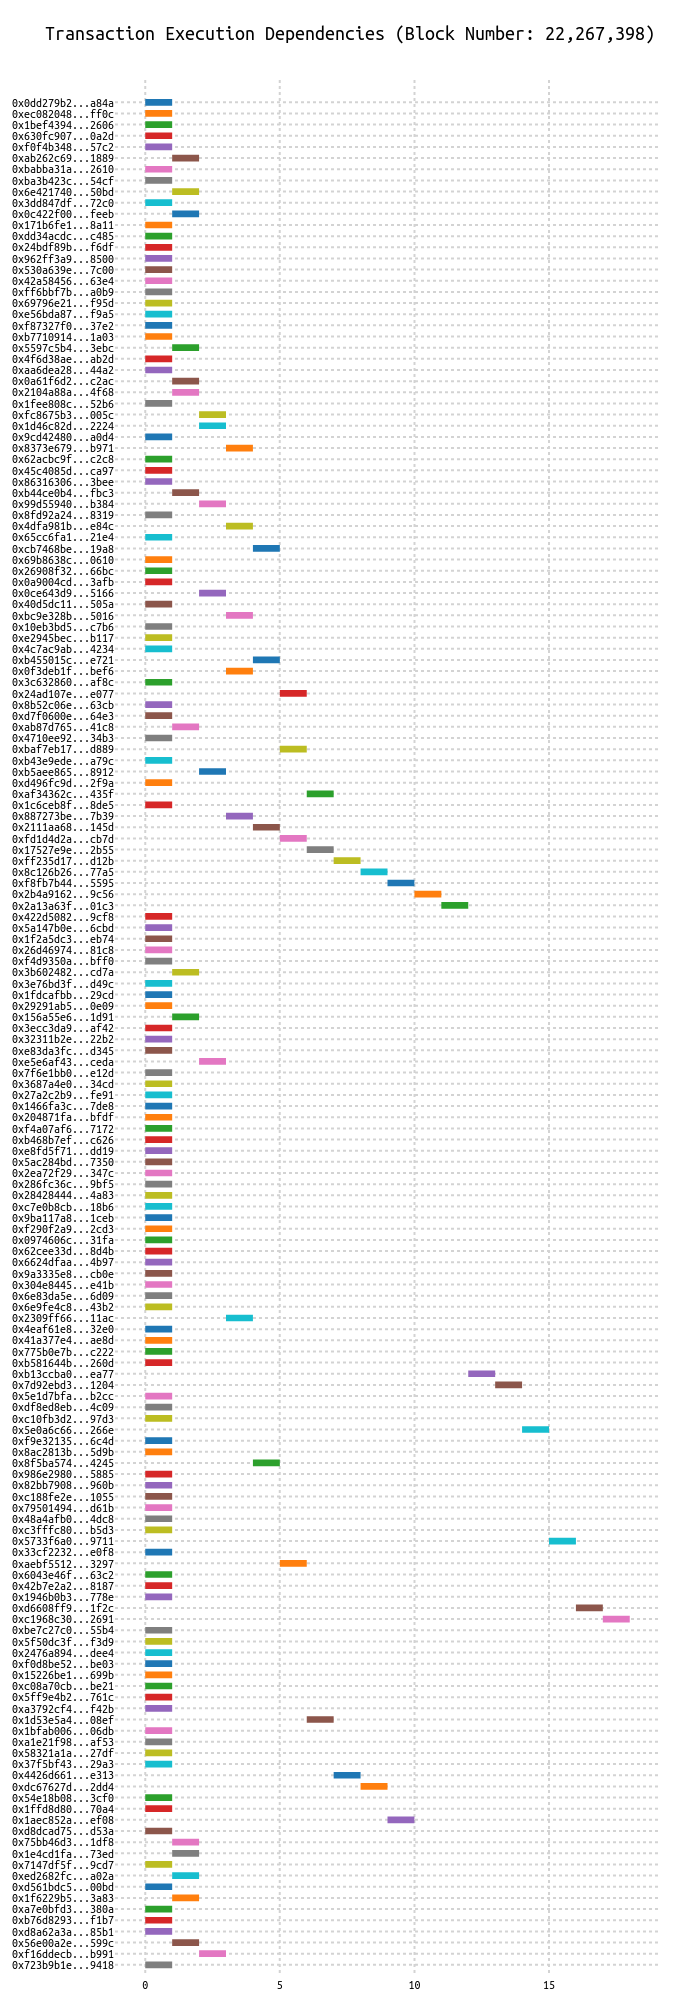 Transaction Execution Dependencies (Block Number: 22,267,398)
0x0dd279b2...a84a
0xec082048...ff0c
0x1bef4394...2606
0x630fc907...0a2d
0xf0f4b348...57c2
0xab262c69...1889
0xbabba31a...2610
0xba3b423c...54cf
0x6e421740...50bd
0x3dd847df...72c0
0x0c422f00...feeb
0x171b6fe1...8a11
0xdd34acdc...c485
0x24bdf89b...f6df
0x962ff3a9...8500
0x530a639e...7c00
0x42a58456...63e4
0xff6bbf7b...a0b9
0x69796e21...f95d
0xe56bda87...f9a5
0xf87327f0...37e2
0xb7710914...1a03
0x5597c5b4...3ebc
0x4f6d38ae...ab2d
0xaa6dea28...44a2
0x0a61f6d2...c2ac
0x2104a88a...4f68
0x1fee808c...52b6
0xfc8675b3...005c
0x1d46c82d...2224
0x9cd42480...a0d4
0x8373e679...b971
0x62acbc9f...c2c8
0x45c4085d...ca97
0x86316306...3bee
0xb44ce0b4...fbc3
0x99d55940...b384
0x8fd92a24...8319
0x4dfa981b...e84c
0x65cc6fa1...21e4
0xcb7468be...19a8
0x69b8638c...0610
0x26908f32...66bc
0x0a9004cd...3afb
0x0ce643d9...5166
0x40d5dc11...505a
0xbc9e328b...5016
0x10eb3bd5...c7b6
0xe2945bec...b117
0x4c7ac9ab...4234
0xb455015c...e721
0x0f3deb1f...bef6
0x3c632860...af8c
0x24ad107e...e077
0x8b52c06e...63cb
0xd7f0600e...64e3
0xab87d765...41c8
0x4710ee92...34b3
0xbaf7eb17...d889
0xb43e9ede...a79c
0xb5aee865...8912
0xd496fc9d...2f9a
0xaf34362c...435f
0x1c6ceb8f...8de5
0x887273be...7b39
0x2111aa68...145d
0xfd1d4d2a...cb7d
0x17527e9e...2b55
0xff235d17...d12b
0x8c126b26...77a5
0xf8fb7b44...5595
0x2b4a9162...9c56
0x2a13a63f...01c3
0x422d5082...9cf8
0x5a147b0e...6cbd
0x1f2a5dc3...eb74
0x26d46974...81c8
0xf4d9350a...bff0
0x3b602482...cd7a
0x3e76bd3f...d49c
0x1fdcafbb...29cd
0x29291ab5...0e09
0x156a55e6...1d91
0x3ecc3da9...af42
0x32311b2e...22b2
0xe83da3fc...d345
0xe5e6af43...ceda
0x7f6e1bb0...e12d
0x3687a4e0...34cd
0x27a2c2b9...fe91
0x1466fa3c...7de8
0x204871fa...bfdf
0xf4a07af6...7172
0xb468b7ef...c626
0xe8fd5f71...dd19
0x5ac284bd...7350
0x2ea72f29...347c
0x286fc36c...9bf5
0x28428444...4a83
0xc7e0b8cb...18b6
0x9ba117a8...1ceb
0xf290f2a9...2cd3
0x0974606c...31fa
0x62cee33d...8d4b
0x6624dfaa...4b97
0x9a3335e8...cb0e
0x304e8445...e41b
0x6e83da5e...6d09
0x6e9fe4c8...43b2
0x2309ff66...11ac
0x4eaf61e8...32e0
0x41a377e4...ae8d
0x775b0e7b...c222
0xb581644b...260d
0xb13ccba0...ea77
0x7d92ebd3...1204
0x5e1d7bfa...b2cc
0xdf8ed8eb...4c09
0xc10fb3d2...97d3
0x5e0a6c66...266e
0xf9e32135...6c4d
0x8ac2813b...5d9b
0x8f5ba574...4245
0x986e2980...5885
0x82bb7908...960b
0xc188fe2e...1055
0x79501494...d61b
0x48a4afb0...4dc8
0xc3fffc80...b5d3
0x5733f6a0...9711
0x33cf2232...e0f8
0xaebf5512...3297
0x6043e46f...63c2
0x42b7e2a2...8187
0x1946b0b3...778e
0xd6608ff9...1f2c
0xc1968c30...2691
0xbe7c27c0...55b4
0x5f50dc3f...f3d9
0x2476a894...dee4
0xf0d8be52...be03
0x15226be1...699b
0xc08a70cb...be21
0x5ff9e4b2...761c
0xa3792cf4...f42b
0x1d53e5a4...08ef
0x1bfab006...06db
0xa1e21f98...af53
0x58321a1a...27df
0x37f5bf43...29a3
0x4426d661...e313
0xdc67627d...2dd4
0x54e18b08...3cf0
0x1ffd8d80...70a4
0x1aec852a...ef08
0xd8dcad75...d53a
0x75bb46d3...1df8
0x1e4cd1fa...73ed
0x7147df5f...9cd7
0xed2682fc...a02a
0xd561bdc5...00bd
0x1f6229b5...3a83
0xa7e0bfd3...380a
0xb76d8293...f1b7
0xd8a62a3a...85b1
0x56e00a2e...599c
0xf16ddecb...b991
0x723b9b1e...9418
0 5 10 15